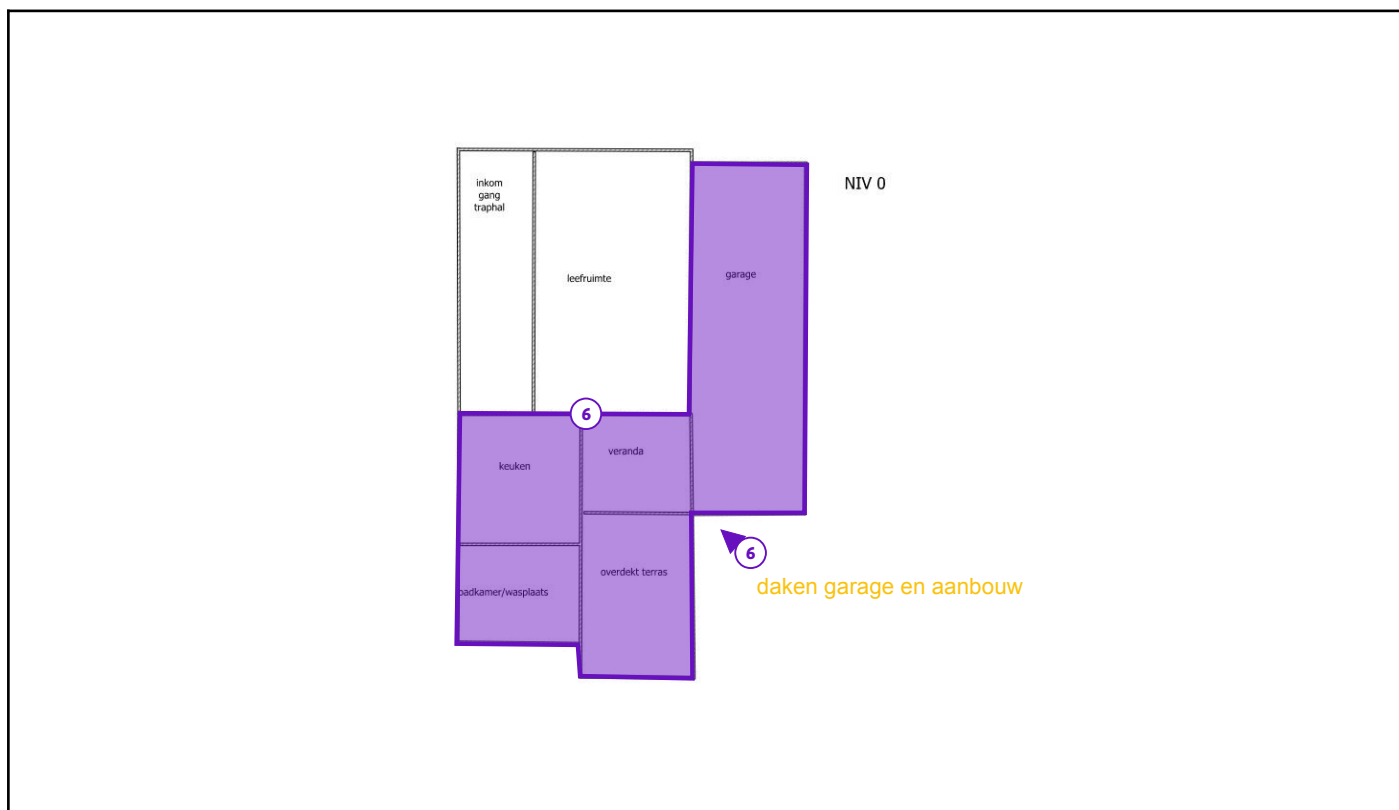 inkom
gang
traphal
NIV 0
leefruimte
garage
6
veranda
keuken
6
overdekt terras
daken garage en aanbouw
badkamer/wasplaats